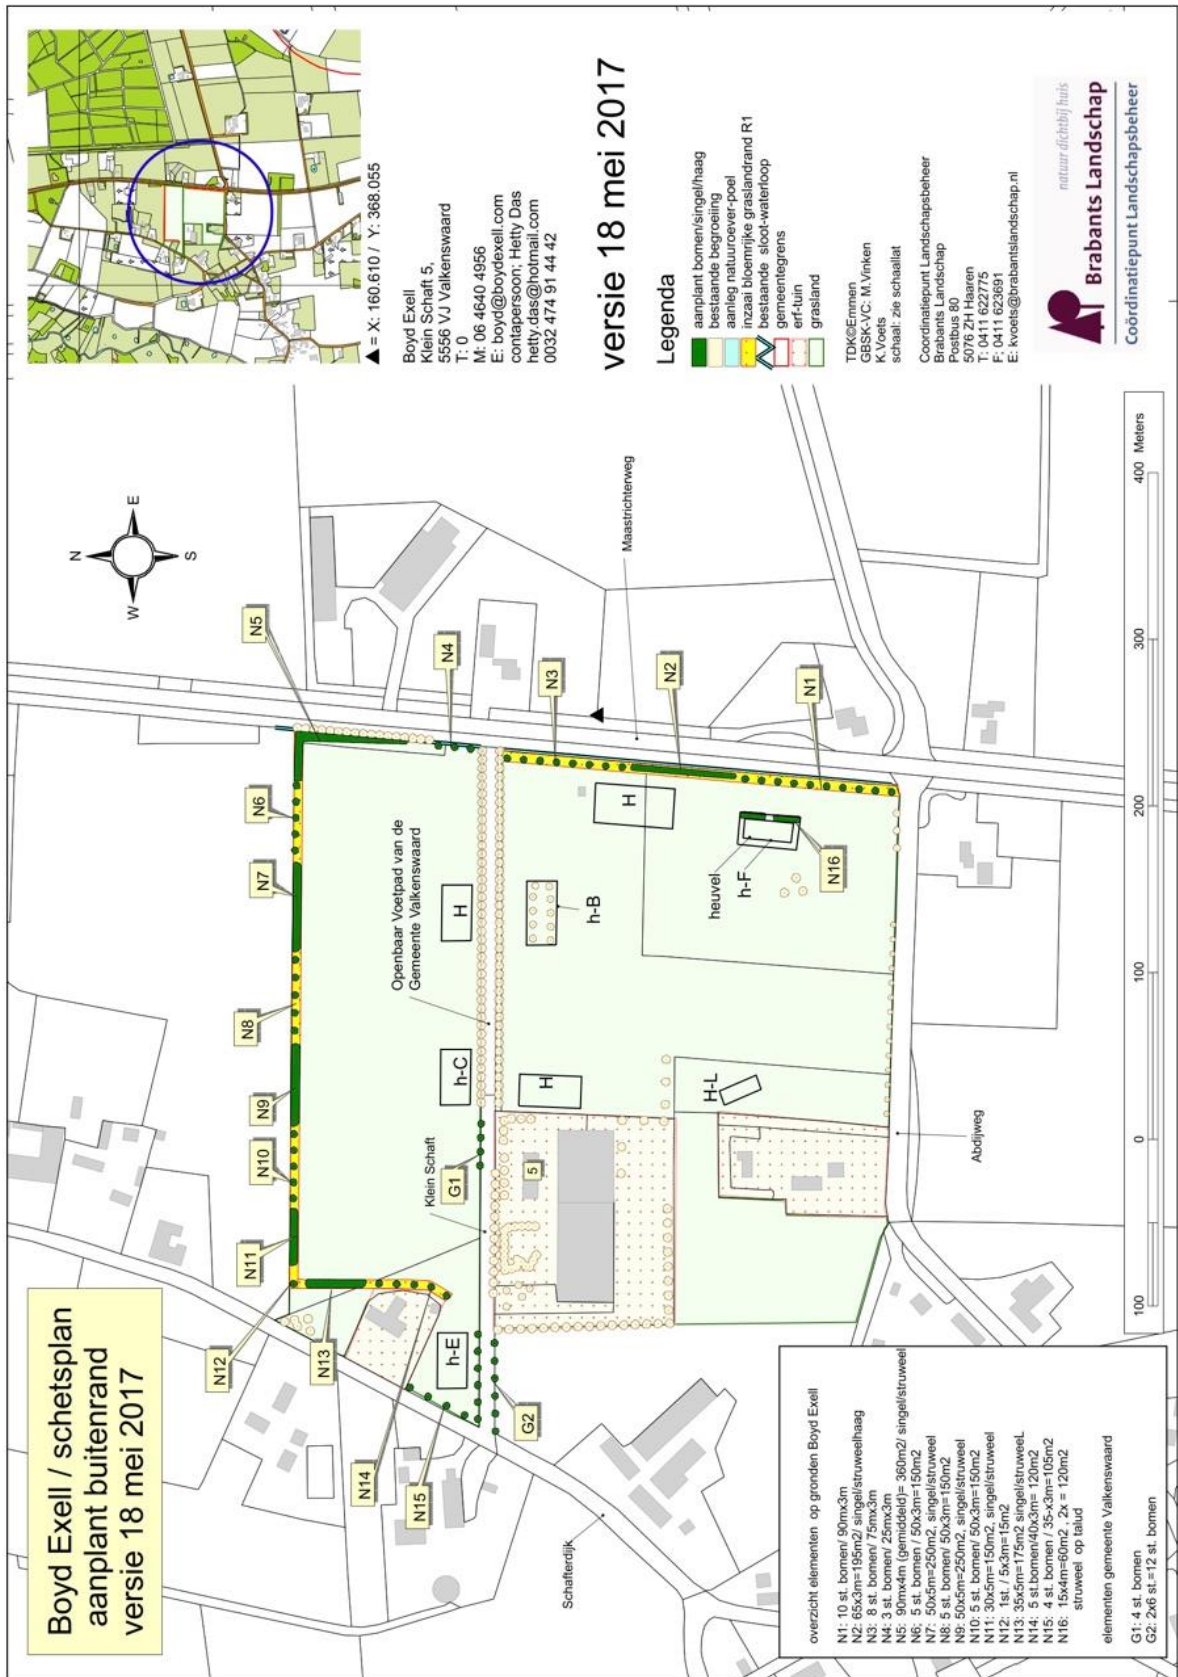 Boyd Exell / schetsplan
aanplant buitenrand
versie 18 mei 2017
N
W
E
S
N1
N2
N3
N4
N5
N6
N7
N8
N9
N10
N11
N12
N13
N14
N15
N16
G1
G2
H
H
H
h-B
h-C
h-E
heuvel
h-F
H-L
5
Openbaar Voetpad van de
Gemeente Valkenswaard
Klein Schaft
Schafterdijk
Maastrichterweg
Abdijweg
100
0
100
200
300
400 Meters
overzicht elementen op gronden Boyd Exell
N1: 10 st. bomen/ 90mx3m
N2: 65x3m=195m2/ singel/struweelhaag
N3: 8 st. bomen/ 75mx3m
N4: 3 st. bomen/ 25mx3m
N5: 90mx4m (gemiddeld)= 360m2/ singel/struweel
N6: 5 st. bomen / 50x3m=150m2
N7: 50x5m=250m2, singel/struweel
N8: 5 st. bomen/ 50x3m=150m2
N9: 50x5m=250m2, singel/struweel
N10: 5 st. bomen/ 50x3m=150m2
N11: 30x5m=150m2, singel/struweel
N12: 1st. / 5x3m=15m2
N13: 35x5m=175m2 singel/struweeL
N14: 5 st.bomen/40x3m= 120m2
N15: 4 st. bomen / 35-x3m=105m2
N16: 15x4m=60m2 , 2x = 120m2
struweel op talud
elementen gemeente Valkenswaard
G1: 4 st. bomen
G2: 2x6 st.=12 st. bomen
▲= X: 160.610 / Y: 368.055
Boyd Exell
Klein Schaft 5,
5556 VJ Valkenswaard
T: 0
M: 06 4640 4956
E: boyd@boydexell.com
contapersoon; Hetty Das
hetty.das@hotmail.com
0032 474 91 44 42
versie 18 mei 2017
Legenda
aanplant bomen/singel/haag
bestaande begroeiing
aanleg natuuroever-poel
inzaai bloemrijke graslandrand R1
bestaande sloot-waterloop
gemeentegrens
erf-tuin
grasland
TDK©Emmen
GBSK-VC: M.Vinken
K.Voets
schaal: zie schaallat
Coordinatiepunt Landschapsbeheer
Brabants Landschap
Postbus 80
5076 ZH Haaren
T: 0411 622775
F: 0411 623691
E: kvoets@brabantslandschap.nl
natuur dichtbij huis
Brabants Landschap
Coördinatiepunt Landschapsbeheer